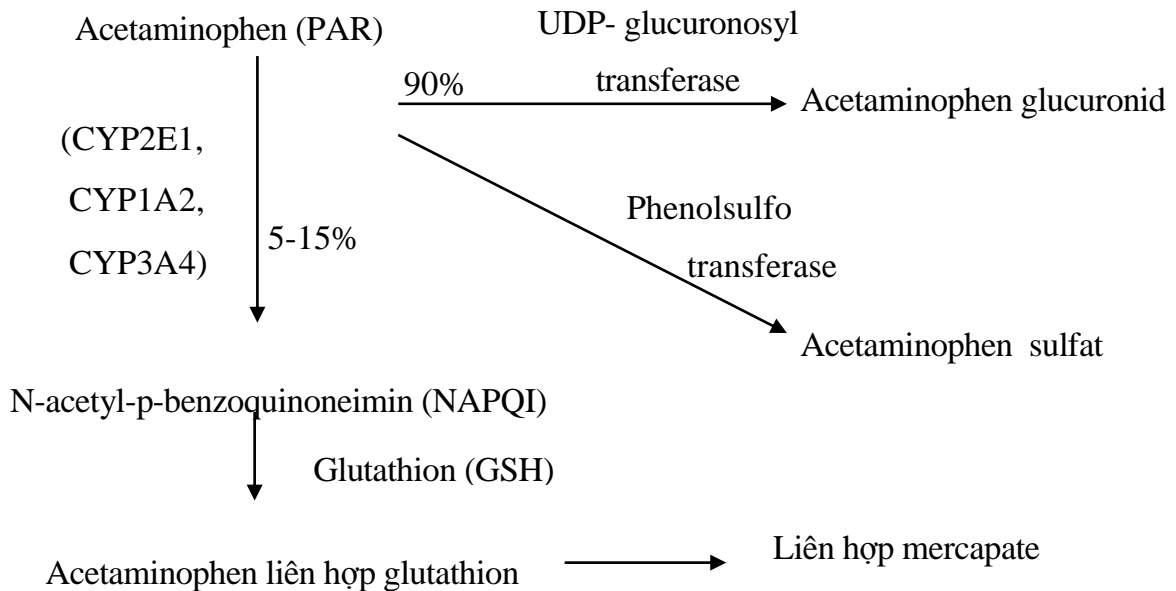 Acetaminophen (PAR)
UDP- glucuronosyl
90%
transferase
Acetaminophen glucuronid
(CYP2E1,
CYP1A2,
CYP3A4)
5-15%
Phenolsulfo
transferase
Acetaminophen sulfat
N-acetyl-p-benzoquinoneimin (NAPQI)
Glutathion (GSH)
Acetaminophen liên hợp glutathion
Liên hợp mercapate